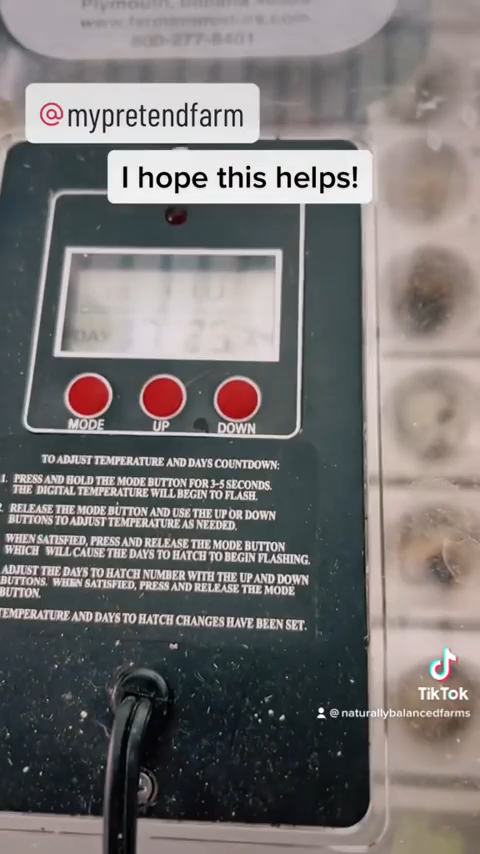 Plymouth, Indiana
800-277-8401
@mypretendfarm
I hope this helps!
DAY
MODE UP DOWN
TO ADJUST TEMPERATURE AND DAYS COUNTDOWN:
1. PRESS AND HOLD THE MODE BUTTON FOR 3-5 SECONDS.
THE DIGITAL TEMPERATURE WILL BEGIN TO FLASH.
RELEASE THE MODE BUTTON AND USE THE UP OR DOWN
BUTTONS TO ADJUST TEMPERATURE AS NEEDED.
WHEN SATISFIED, PRESS AND RELEASE THE MODE BUTTON
WHICH WILL CAUSE THE DAYS TO HATCH TO BEGIN FLASHING.
ADJUST THE DAYS TO HATCH NUMBER WITH THE UP AND DOWN
BUTTONS. WHEN SATISFIED, PRESS AND RELEASE THE MODE
BUTTON.
TEMPERATURE AND DAYS TO HATCH CHANGES HAVE BEEN SET.
TikTok
@naturallybalancedfarms